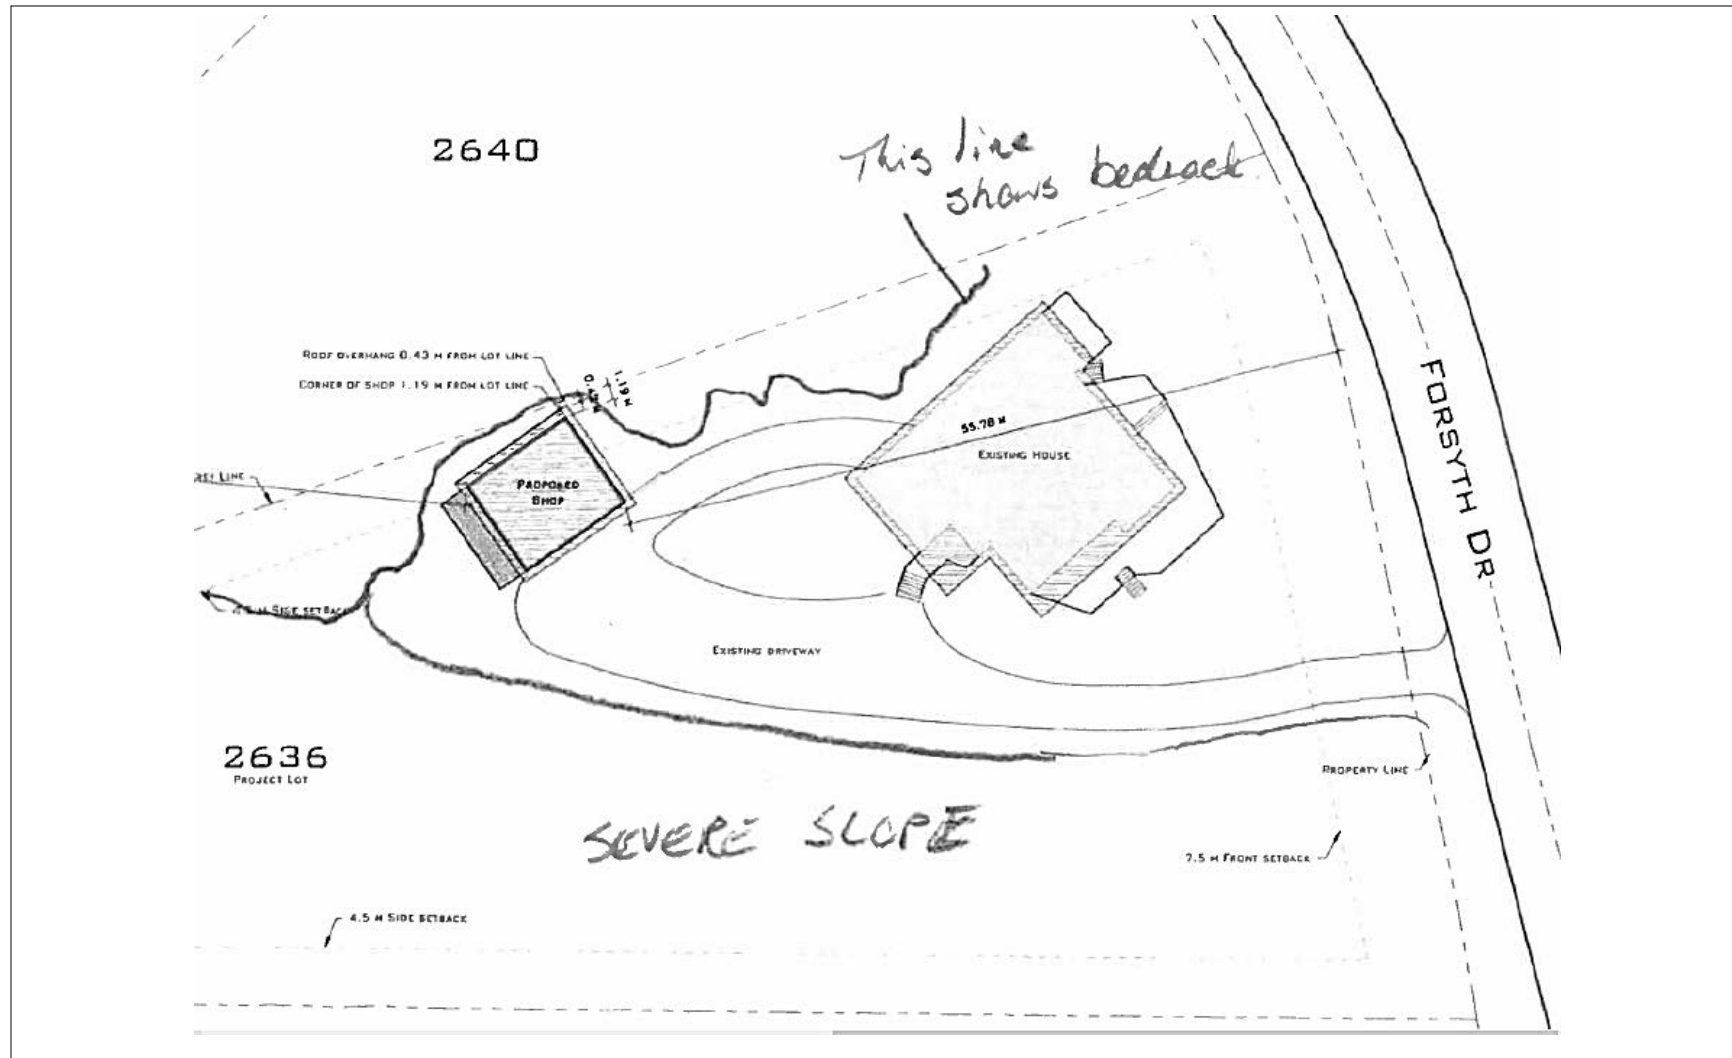 2640
This line
shows bedrock
ROOF OVERHANG 0.43 M FROM LOT LINE
CORNER OF SHOP 1.19 M FROM LOT LINE
0.43 M
1.19 M
55.78 M
EXISTING HOUSE
PROPOSED
SHOP
LINE
SIDE SETBACK
EXISTING DRIVEWAY
FORSYTH DR
2636
PROJECT LOT
PROPERTY LINE
SEVERE SLOPE
7.5 M FRONT SETBACK
4.5 M SIDE SETBACK